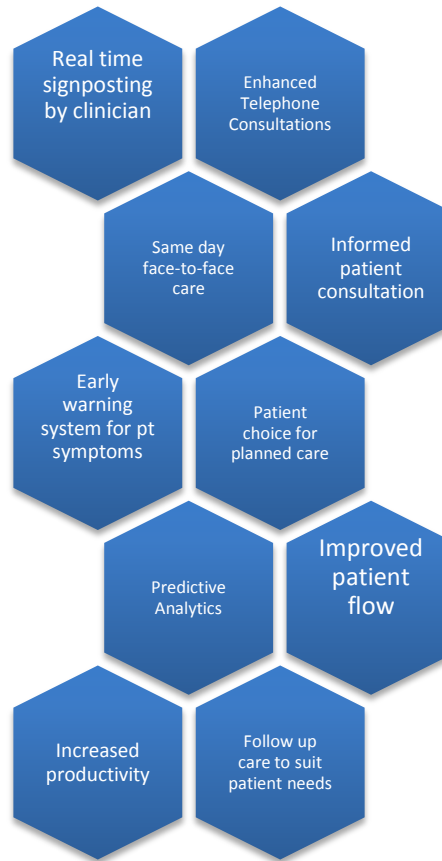 Real time
signposting
by clinician
Enhanced
Telephone
Consultations
Same day
face-to-face
care
Informed
patient
consultation
Early
warning
system for pt
symptoms
Patient
choice for
planned care
Predictive
Analytics
Improved
patient
flow
Increased
productivity
Follow up
care to suit
patient needs